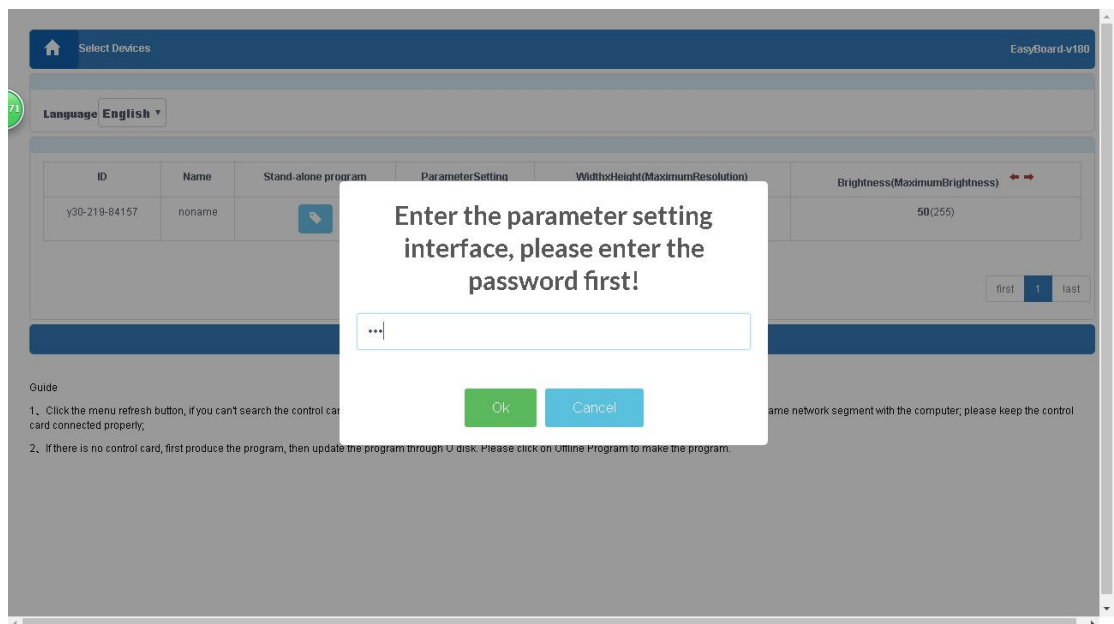 Select Devices
EasyBoard-v180
71
Language English
ID Name Stand-alone program ParameterSetting WidthxHeight(MaximumResolution) Brightness(MaximumBrightness)
y30-219-84157 noname 50(255)
Enter the parameter setting
interface, please enter the
password first!
•••
Ok Cancel
first 1 last
Guide
1、Click the menu refresh button, if you can't search the control car ame network segment with the computer; please keep the control
card connected properly;
2、If there is no control card, first produce the program, then update the program through U disk. Please click on Offline Program to make the program.